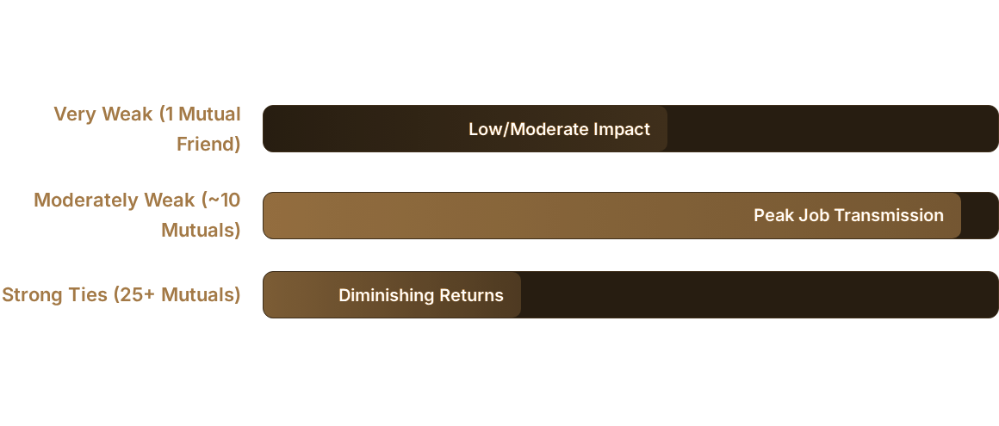 Very Weak (1 Mutual
Friend)
Low/Moderate Impact
Moderately Weak (~10
Mutuals)
Peak Job Transmission
Strong Ties (25+ Mutuals)
Diminishing Returns